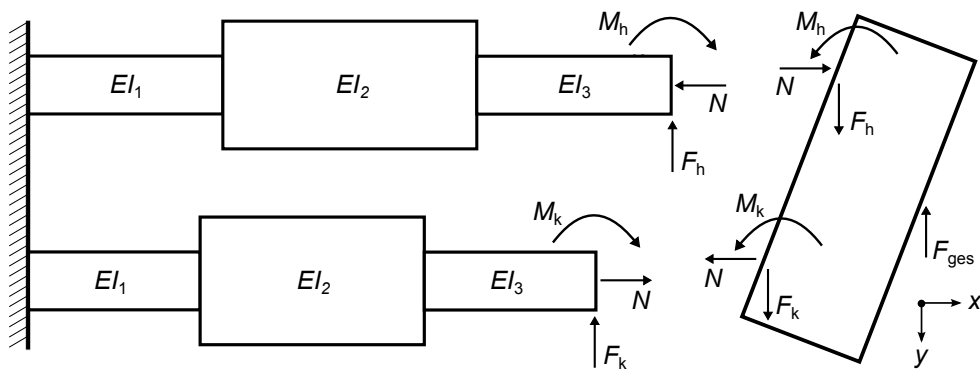 M_h
M_h
EI_1
EI_2
EI_3
N
N
F_h
F_h
M_k
M_k
F_ges
EI_1
EI_2
EI_3
N
N
F_k
F_k
x
y